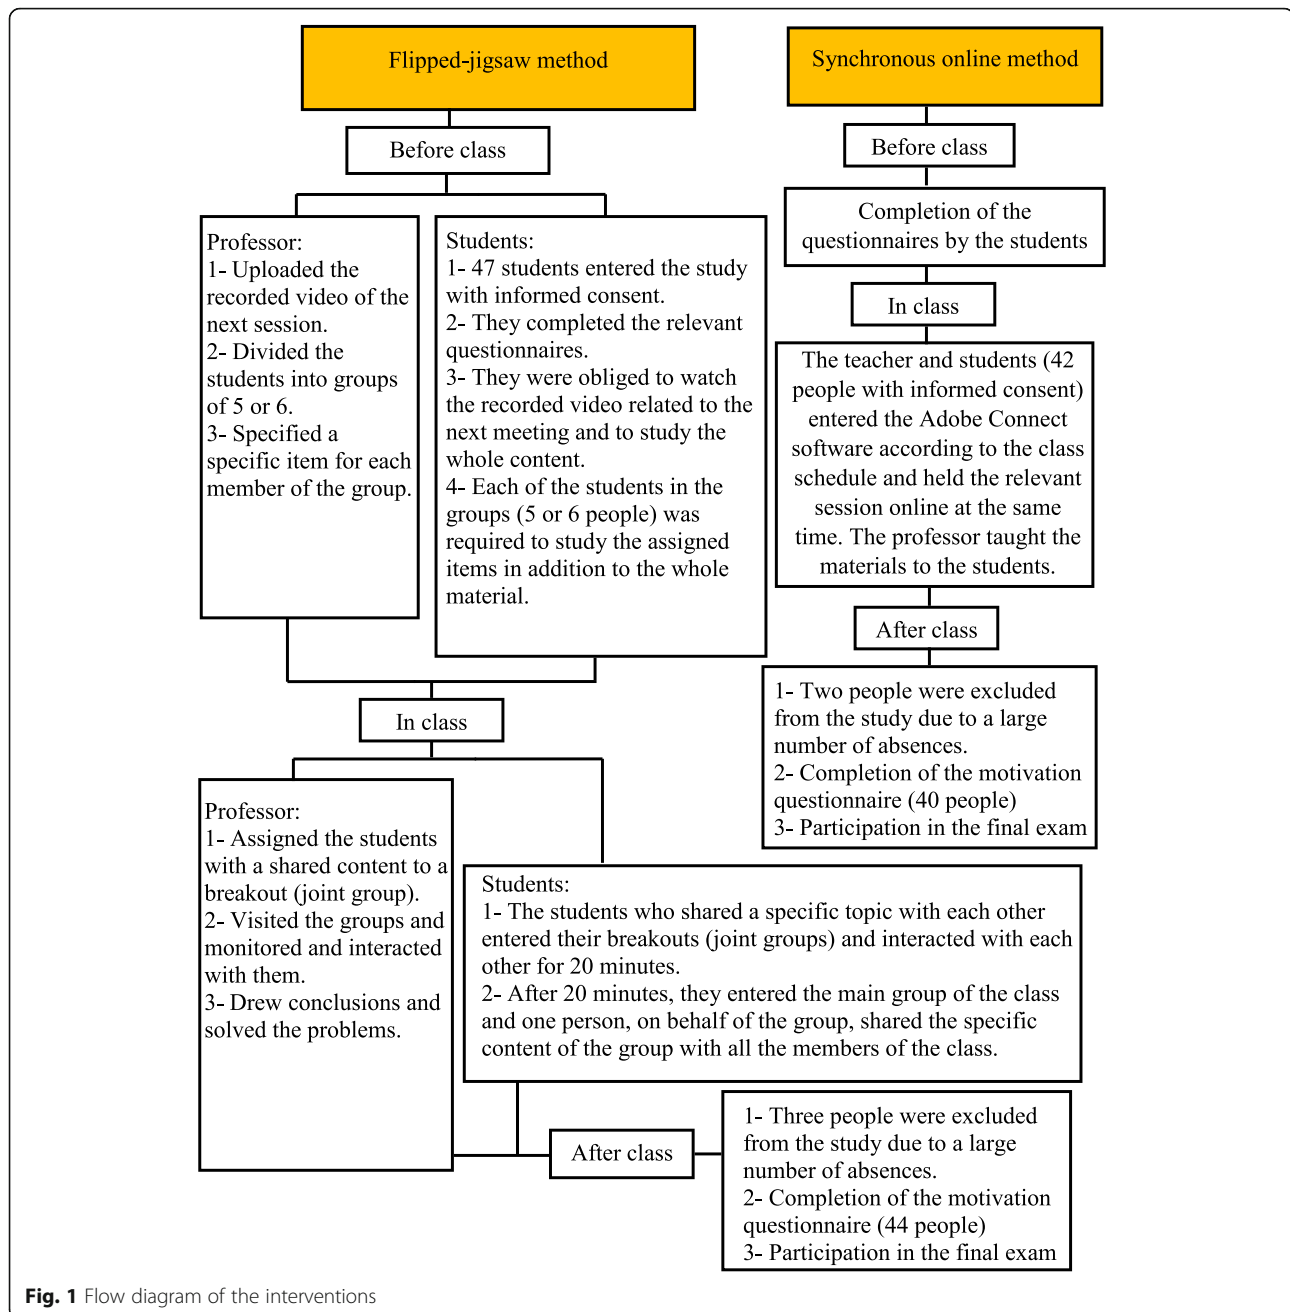 Flipped-jigsaw method
Synchronous online method
Before class
Before class
Completion of the
questionnaires by the students
Professor:
1- Uploaded the
recorded video of the
next session.
2- Divided the
students into groups
of 5 or 6.
3- Specified a
specific item for each
member of the group.
Students:
1- 47 students entered the study
with informed consent.
2- They completed the relevant
questionnaires.
3- They were obliged to watch
the recorded video related to the
next meeting and to study the
whole content.
4- Each of the students in the
groups (5 or 6 people) was
required to study the assigned
items in addition to the whole
material.
In class
The teacher and students (42
people with informed consent)
entered the Adobe Connect
software according to the class
schedule and held the relevant
session online at the same
time. The professor taught the
materials to the students.
After class
1- Two people were excluded
from the study due to a large
number of absences.
2- Completion of the motivation
questionnaire (40 people)
3- Participation in the final exam
In class
Professor:
1- Assigned the students
with a shared content to a
breakout (joint group).
2- Visited the groups and
monitored and interacted
with them.
3- Drew conclusions and
solved the problems.
Students:
1- The students who shared a specific topic with each other
entered their breakouts (joint groups) and interacted with each
other for 20 minutes.
2- After 20 minutes, they entered the main group of the class
and one person, on behalf of the group, shared the specific
content of the group with all the members of the class.
After class
1- Three people were excluded
from the study due to a large
number of absences.
2- Completion of the motivation
questionnaire (44 people)
3- Participation in the final exam
Fig. 1 Flow diagram of the interventions